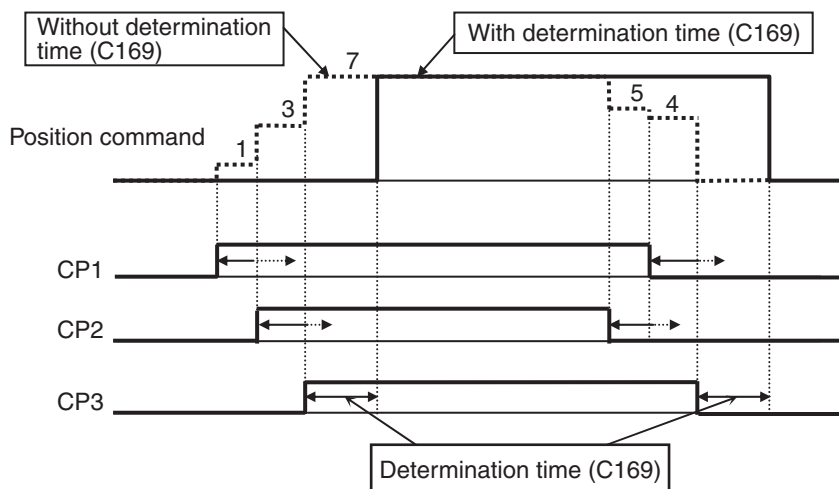 Without determination
time (C169)
With determination time (C169)
7
3
5
4
1
Position command
CP1
CP2
CP3
Determination time (C169)